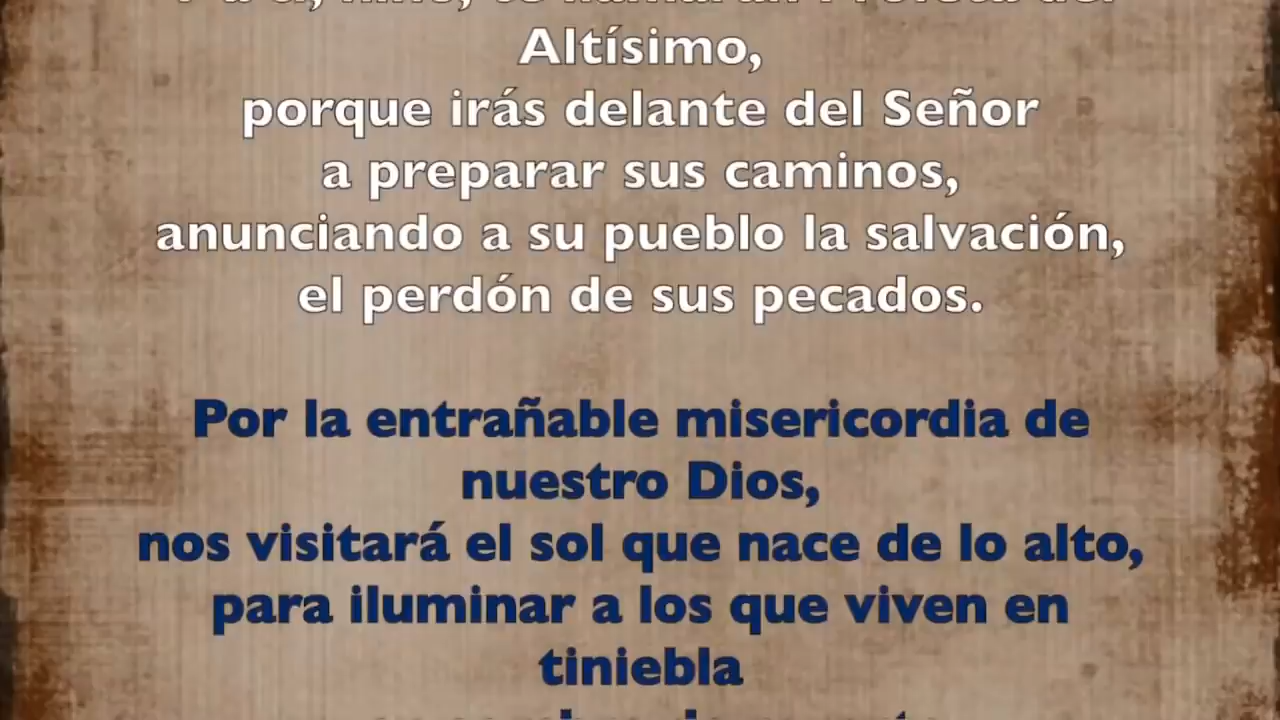 Altísimo,
porque irás delante del Señor
a preparar sus caminos,
anunciando a su pueblo la salvación,
el perdón de sus pecados.
Por la entrañable misericordia de
nuestro Dios,
nos visitará el sol que nace de lo alto,
para iluminar a los que viven en
tiniebla